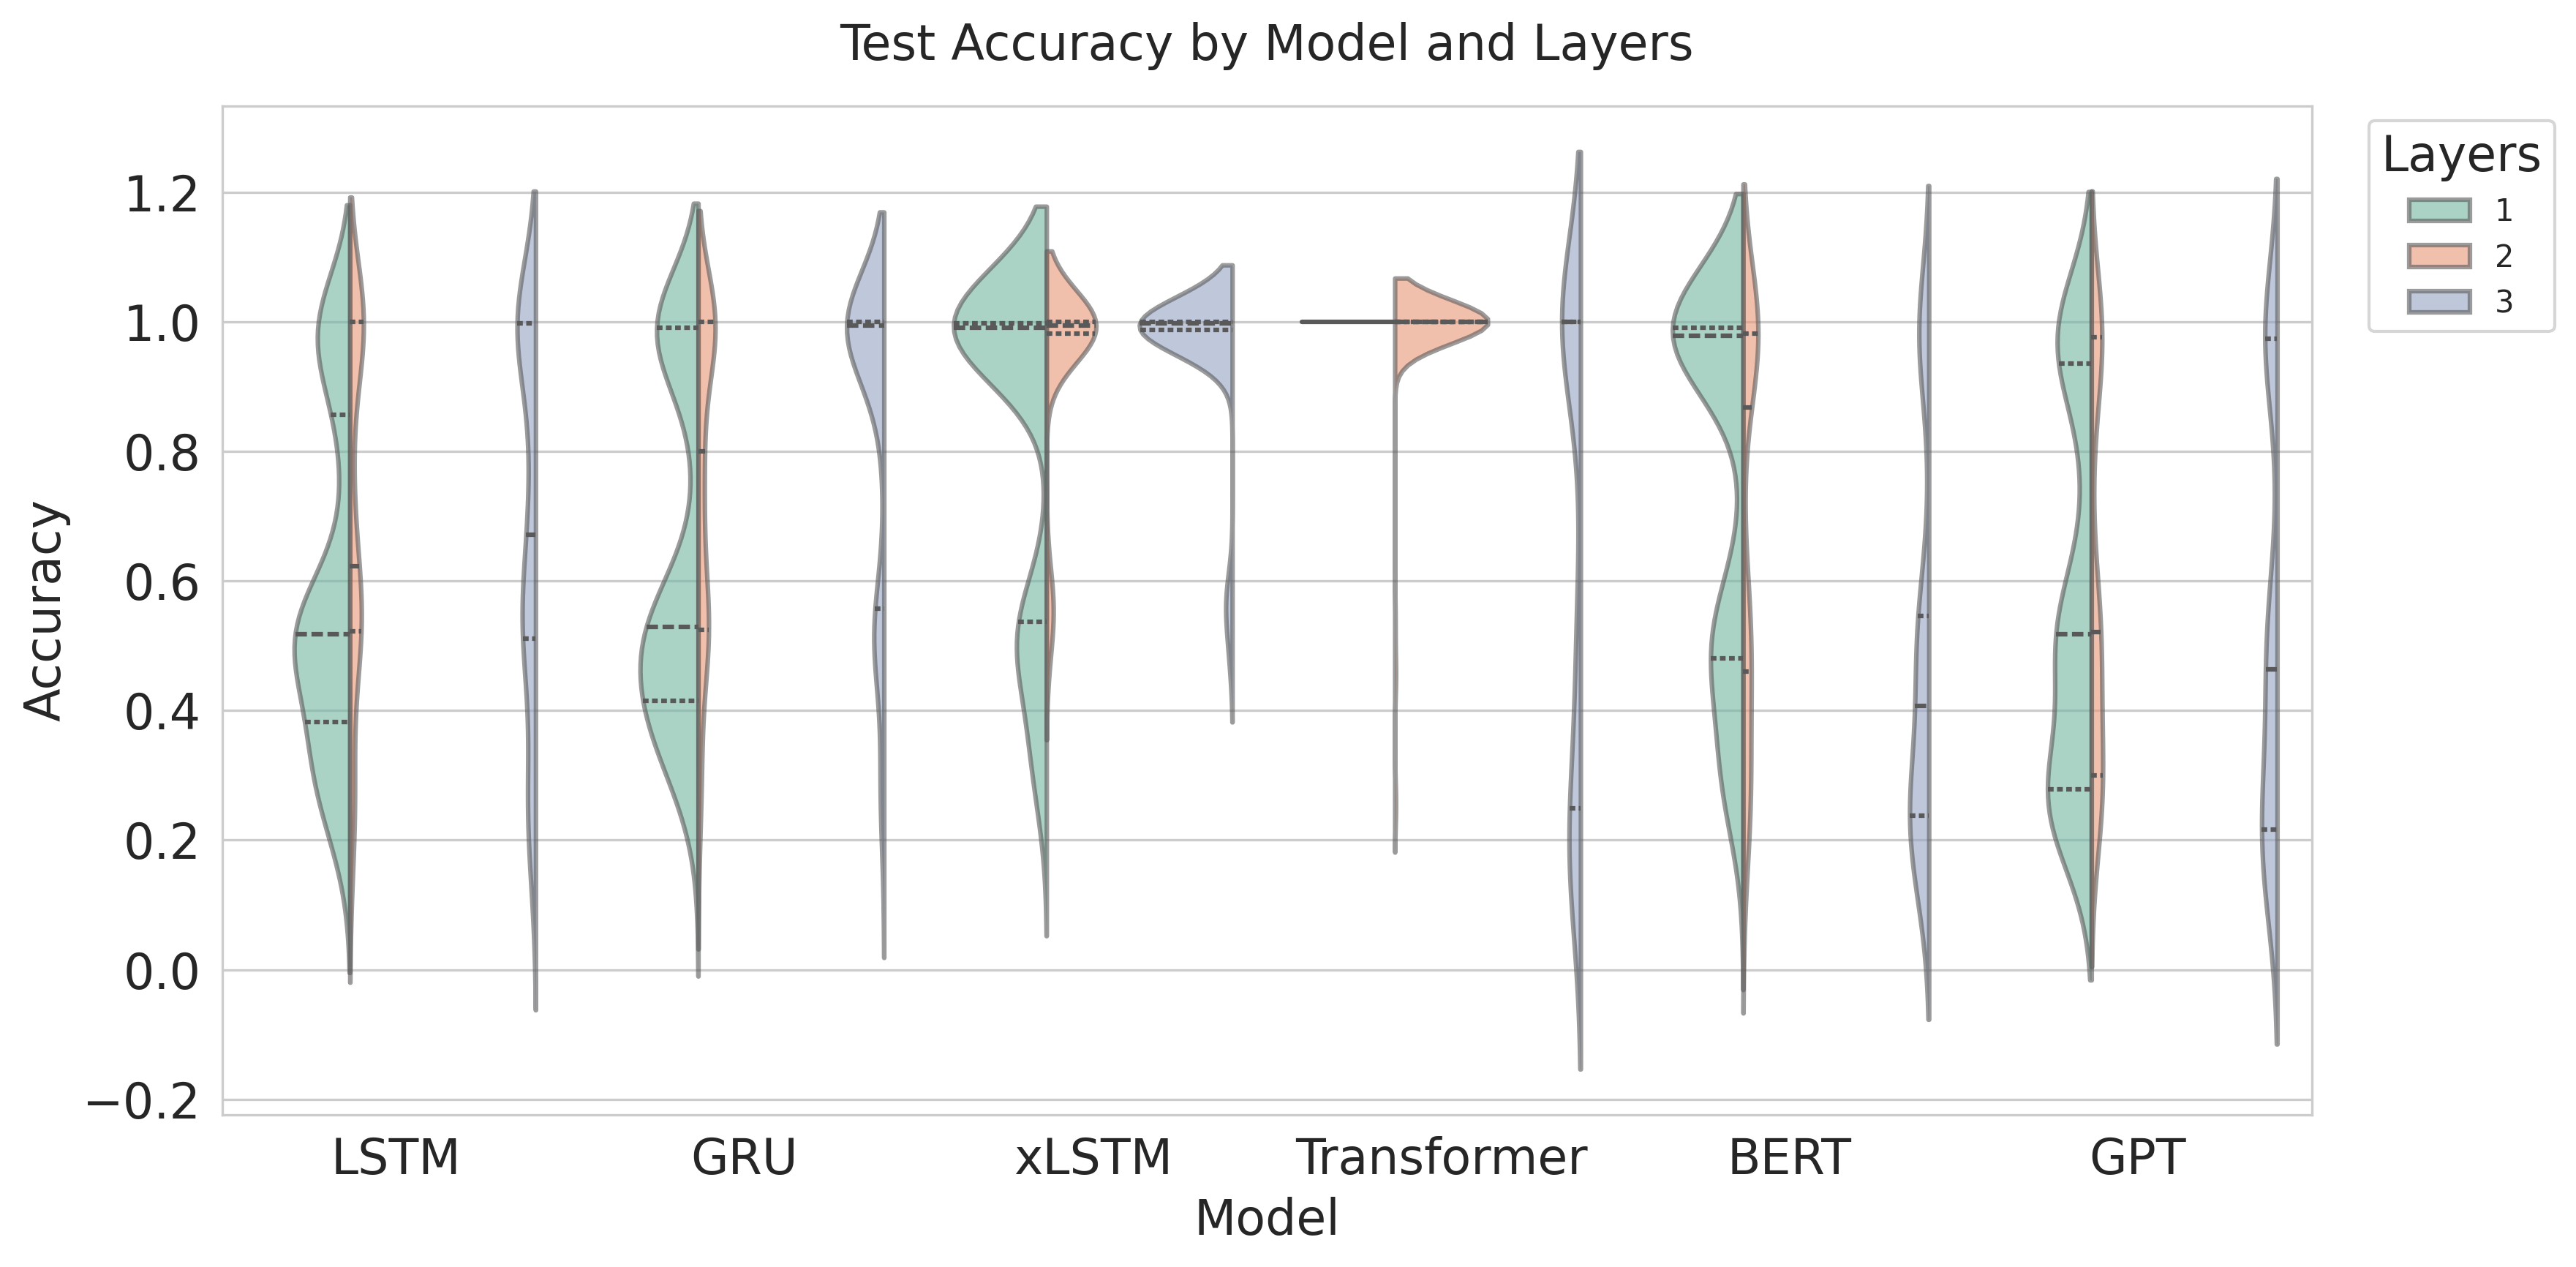 Test Accuracy by Model and Layers
Layers
1
2
3
1.2
1.0
0.8
0.6
0.4
0.2
0.0
−0.2
Accuracy
LSTM GRU xLSTM Transformer BERT GPT
Model